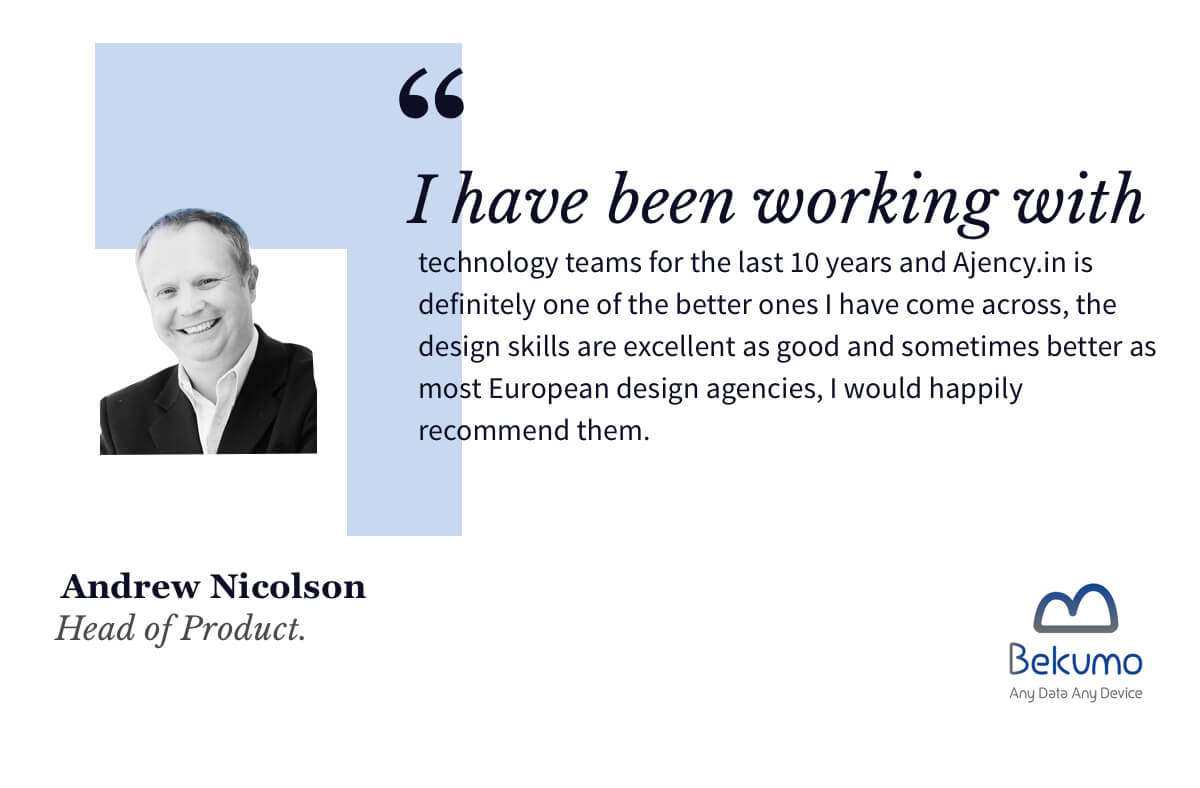 “
I have been working with
technology teams for the last 10 years and Ajency.in is
definitely one of the better ones I have come across, the
design skills are excellent as good and sometimes better as
most European design agencies, I would happily
recommend them.
Andrew Nicolson
Head of Product.
Bekumo
Any Data Any Device